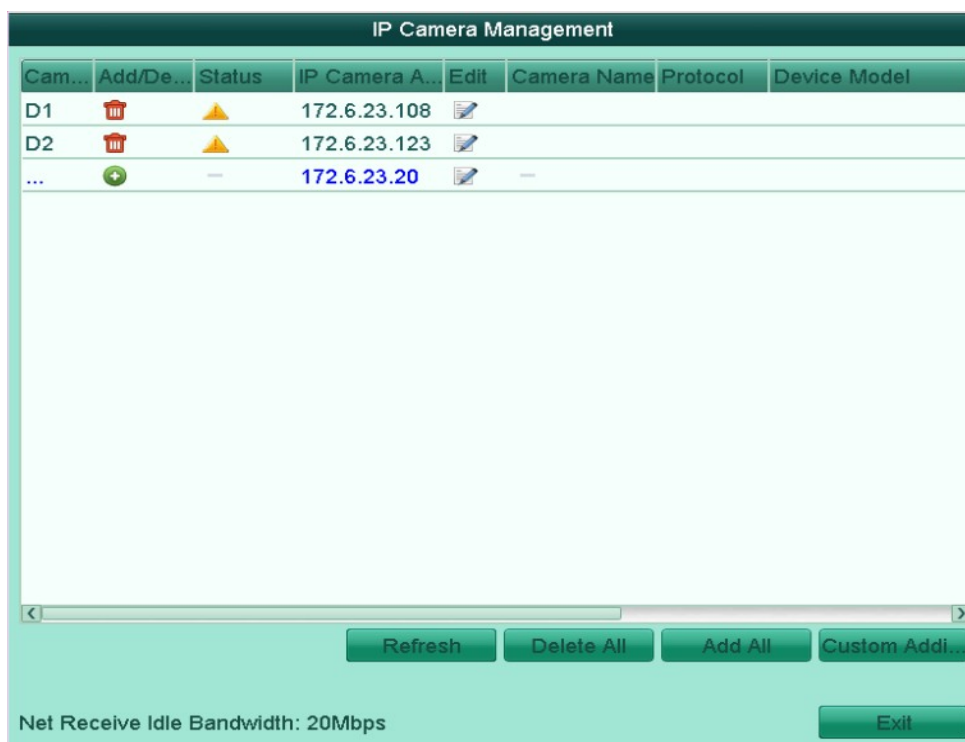 IP Camera Management
Cam... Add/De... Status IP Camera A... Edit Camera Name Protocol Device Model
D1 172.6.23.108
D2 172.6.23.123
... — 172.6.23.20 —
Refresh Delete All Add All Custom Addi...
Net Receive Idle Bandwidth: 20Mbps Exit